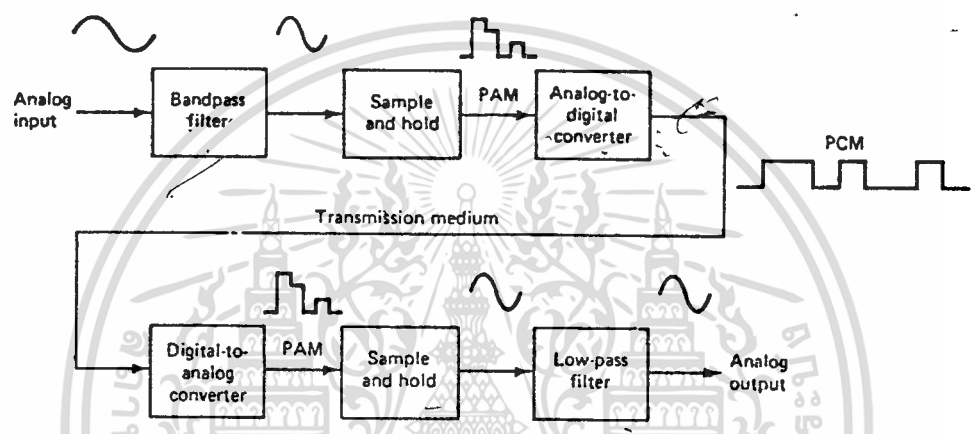 Analog
input
Bandpass
filter
Sample
and hold
PAM
Analog-to-
digital
converter
PCM
Transmission medium
Digital-to-
analog
converter
PAM
Sample
and hold
Low-pass
filter
Analog
output